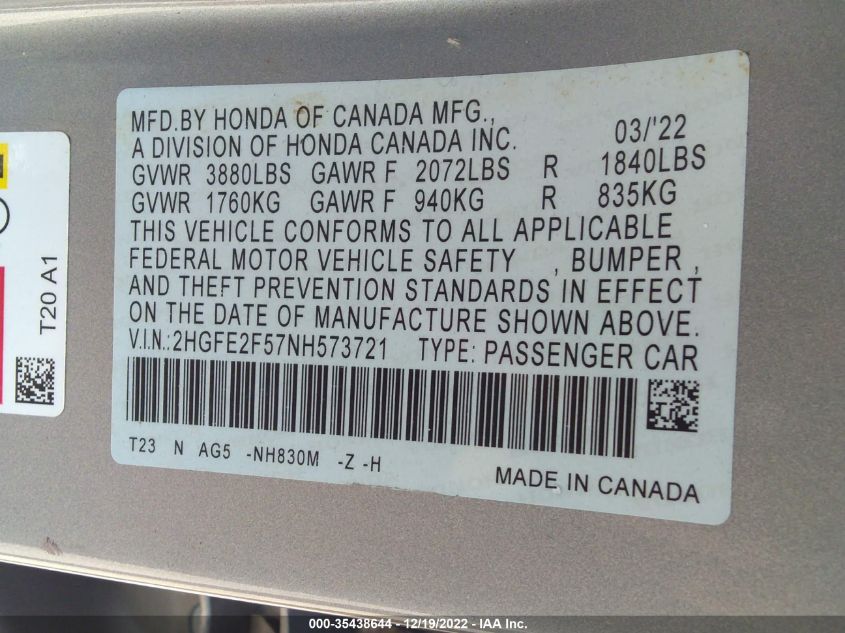 MFD.BY HONDA OF CANADA MFG.,
A DIVISION OF HONDA CANADA INC. 03/'22
GVWR 3880LBS GAWR F 2072LBS R 1840LBS
GVWR 1760KG GAWR F 940KG R 835KG
THIS VEHICLE CONFORMS TO ALL APPLICABLE
FEDERAL MOTOR VEHICLE SAFETY , BUMPER ,
AND THEFT PREVENTION STANDARDS IN EFFECT
ON THE DATE OF MANUFACTURE SHOWN ABOVE.
V.I.N.:2HGFE2F57NH573721 TYPE: PASSENGER CAR
T23 N AG5 -NH830M -Z -H
MADE IN CANADA
T20 A1
000-35438644 - 12/19/2022 - IAA Inc.